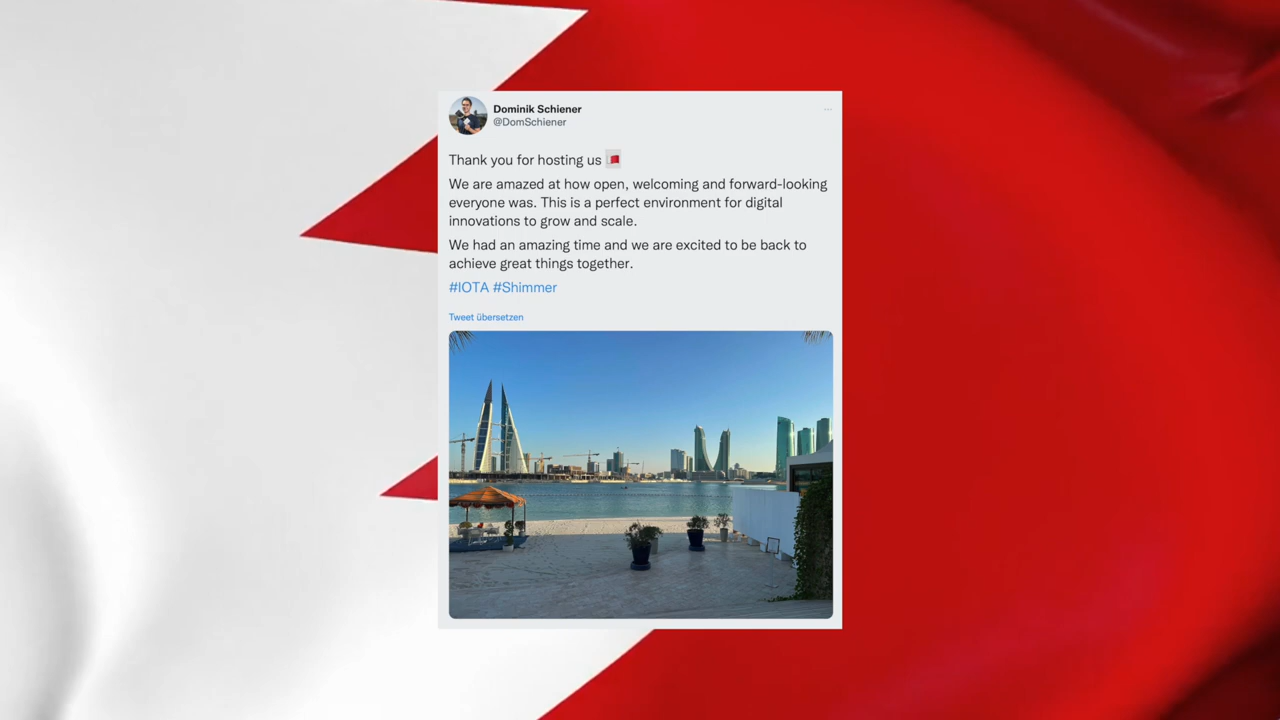 Dominik Schiener
@DomSchiener
Thank you for hosting us 🇧🇭
We are amazed at how open, welcoming and forward-looking
everyone was. This is a perfect environment for digital
innovations to grow and scale.
We had an amazing time and we are excited to be back to
achieve great things together.
#IOTA #Shimmer
Tweet übersetzen